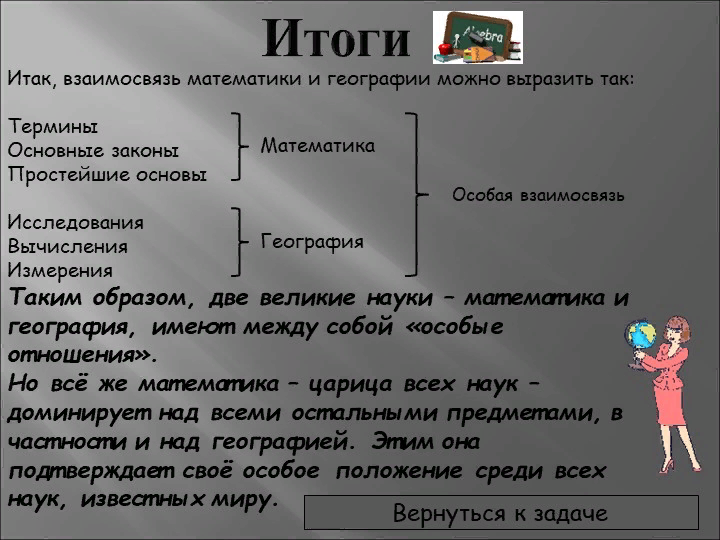 Итоги
Algebra
Итак, взаимосвязь математики и географии можно выразить так:
Термины
Основные законы
Простейшие основы
Математика
Особая взаимосвязь
Исследования
Вычисления
Измерения
География
Таким образом, две великие науки – математика и
география, имеют между собой «особые
отношения».
Но всё же математика – царица всех наук –
доминирует над всеми остальными предметами, в
частности и над географией. Этим она
подтверждает своё особое положение среди всех
наук, известных миру.
Вернуться к задаче